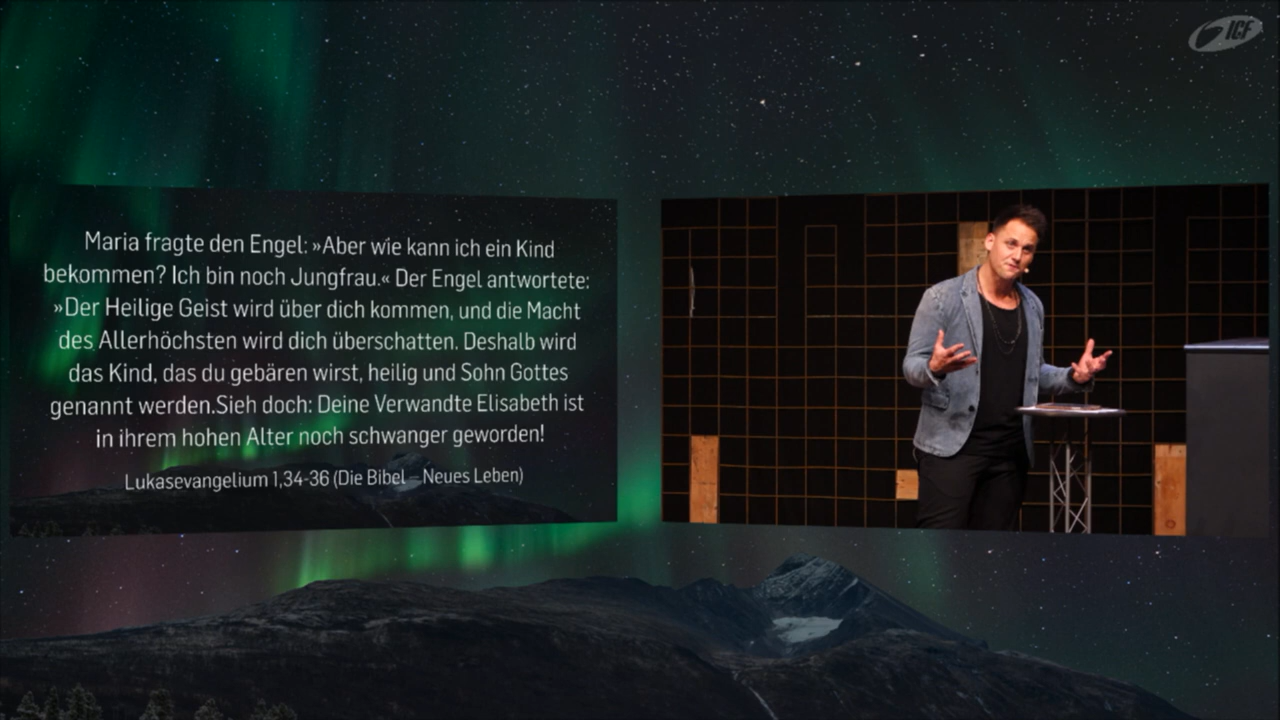 ICF
Maria fragte den Engel: »Aber wie kann ich ein Kind
bekommen? Ich bin noch Jungfrau.« Der Engel antwortete:
»Der Heilige Geist wird über dich kommen, und die Macht
des Allerhöchsten wird dich überschatten. Deshalb wird
das Kind, das du gebären wirst, heilig und Sohn Gottes
genannt werden.Sieh doch: Deine Verwandte Elisabeth ist
in ihrem hohen Alter noch schwanger geworden!
Lukasevangelium 1,34-36 (Die Bibel – Neues Leben)